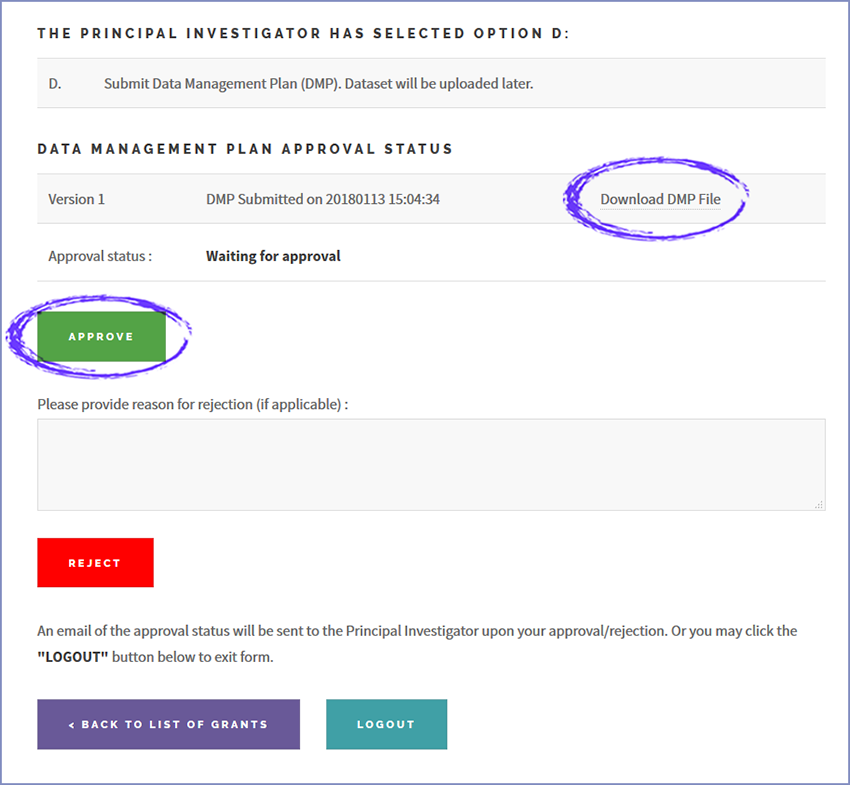 THE PRINCIPAL INVESTIGATOR HAS SELECTED OPTION D:
D. Submit Data Management Plan (DMP). Dataset will be uploaded later.
DATA MANAGEMENT PLAN APPROVAL STATUS
Version 1 DMP Submitted on 20180113 15:04:34 Download DMP File
Approval status : Waiting for approval
APPROVE
Please provide reason for rejection (if applicable) :
REJECT
An email of the approval status will be sent to the Principal Investigator upon your approval/rejection. Or you may click the
"LOGOUT" button below to exit form.
< BACK TO LIST OF GRANTS LOGOUT